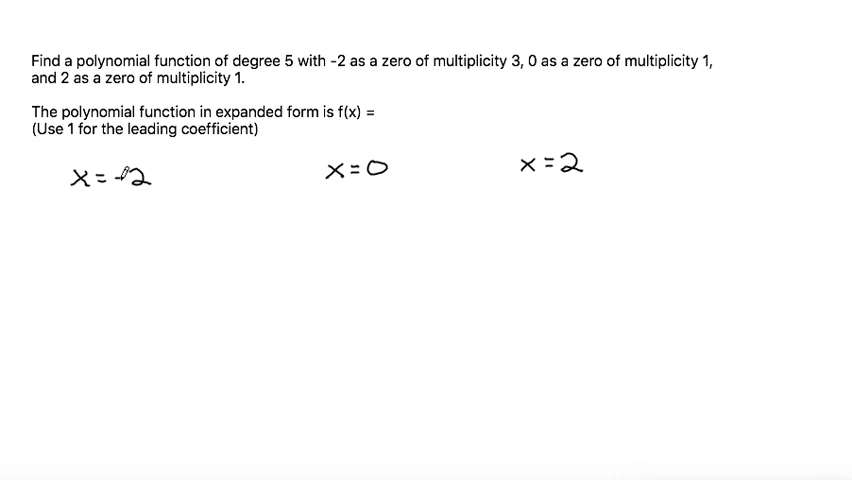 Find a polynomial function of degree 5 with -2 as a zero of multiplicity 3, 0 as a zero of multiplicity 1,
and 2 as a zero of multiplicity 1.
The polynomial function in expanded form is f(x) =
(Use 1 for the leading coefficient)
x = -2 x = 0 x = 2